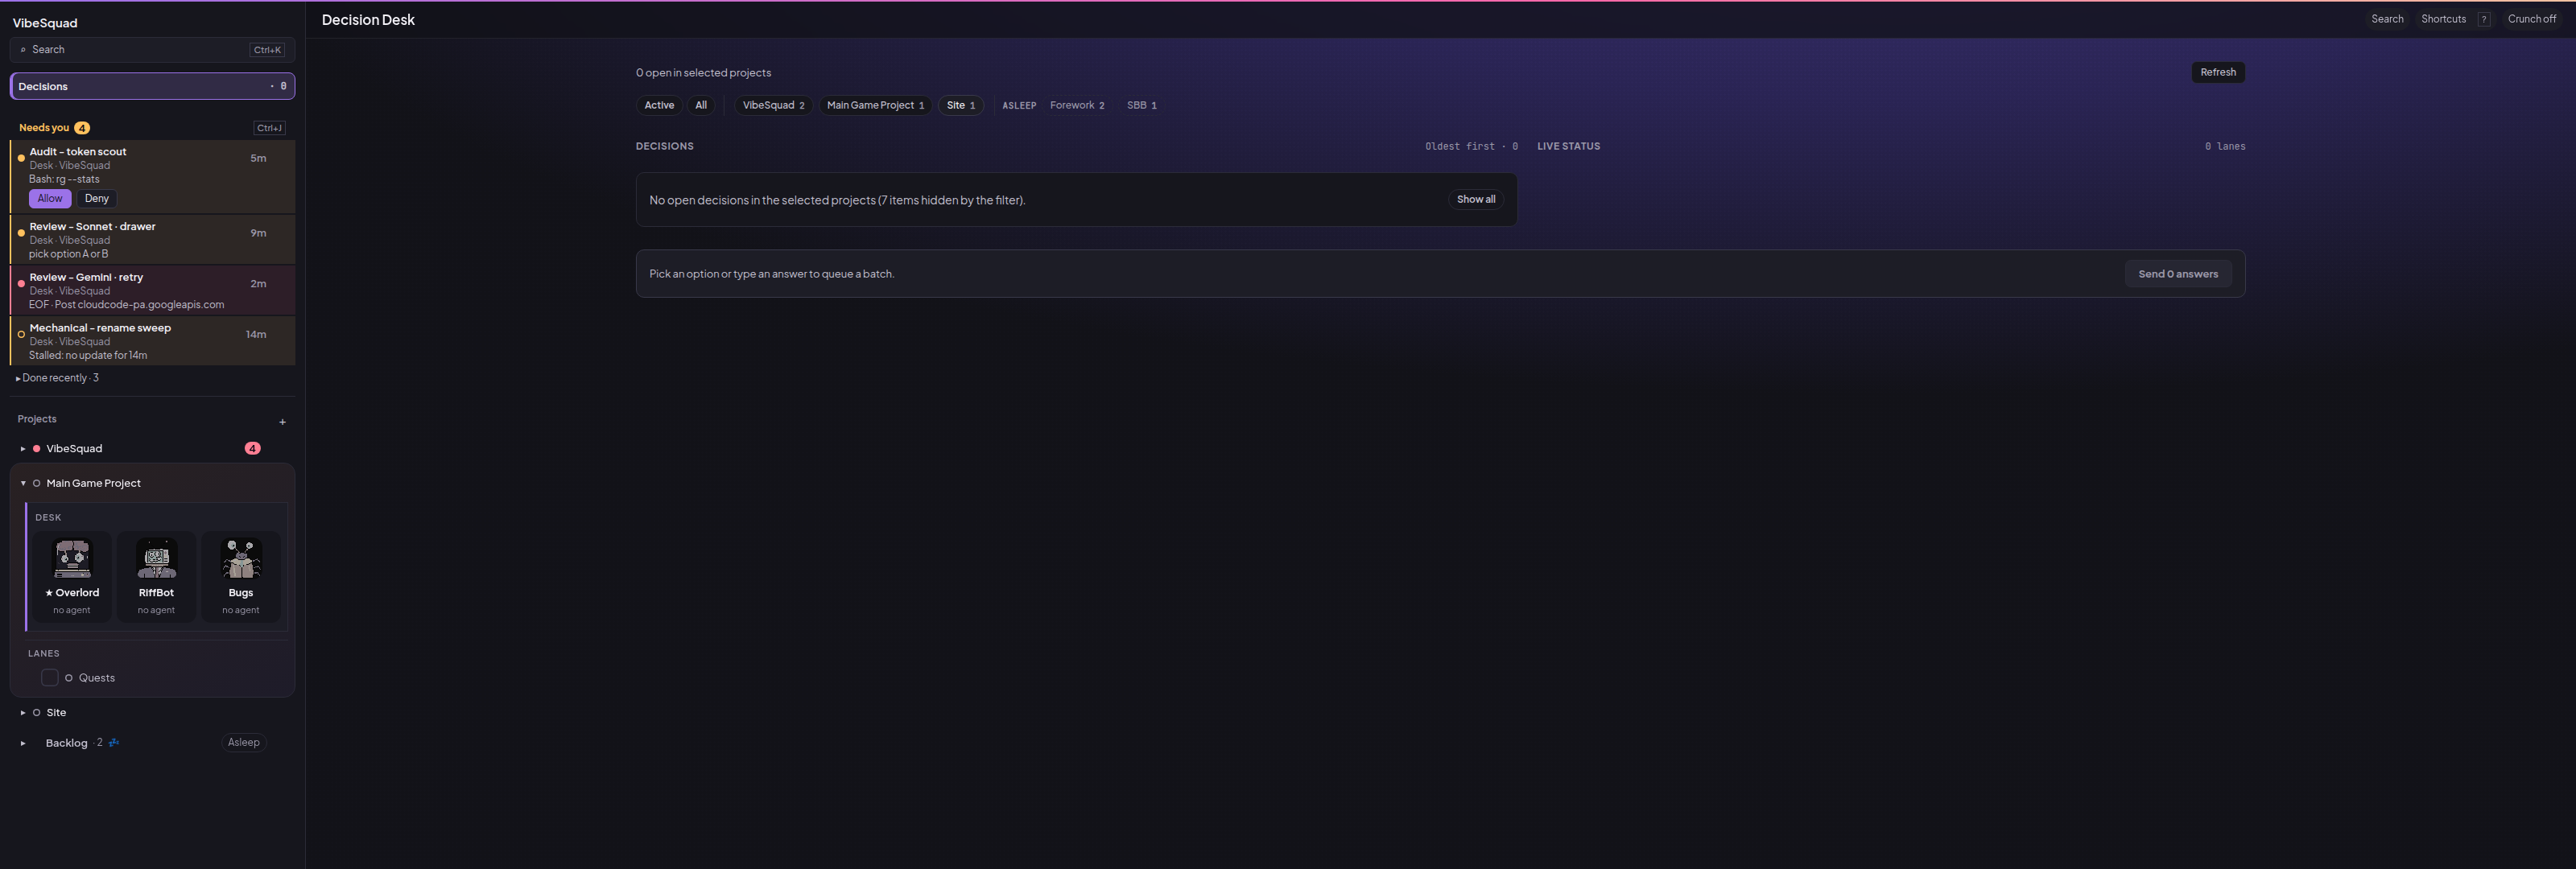 VibeSquad
Search Ctrl+K
Decisions · 0
Needs you 4 Ctrl+J
Audit – token scout 5m
Desk · VibeSquad
Bash: rg --stats
Allow Deny
Review – Sonnet · drawer 9m
Desk · VibeSquad
pick option A or B
Review – Gemini · retry 2m
Desk · VibeSquad
EOF · Post cloudcode-pa.googleapis.com
Mechanical – rename sweep 14m
Desk · VibeSquad
Stalled: no update for 14m
▸ Done recently · 3
Projects +
▸ VibeSquad 4
▾ Main Game Project
DESK
★ Overlord RiffBot Bugs
no agent no agent no agent
LANES
Quests
▸ Site
▸ Backlog · 2 💤 Asleep
Decision Desk Search Shortcuts ? Crunch off
0 open in selected projects Refresh
Active All VibeSquad 2 Main Game Project 1 Site 1 ASLEEP Forework 2 SBB 1
DECISIONS Oldest first · 0 LIVE STATUS 0 lanes
No open decisions in the selected projects (7 items hidden by the filter). Show all
Pick an option or type an answer to queue a batch. Send 0 answers